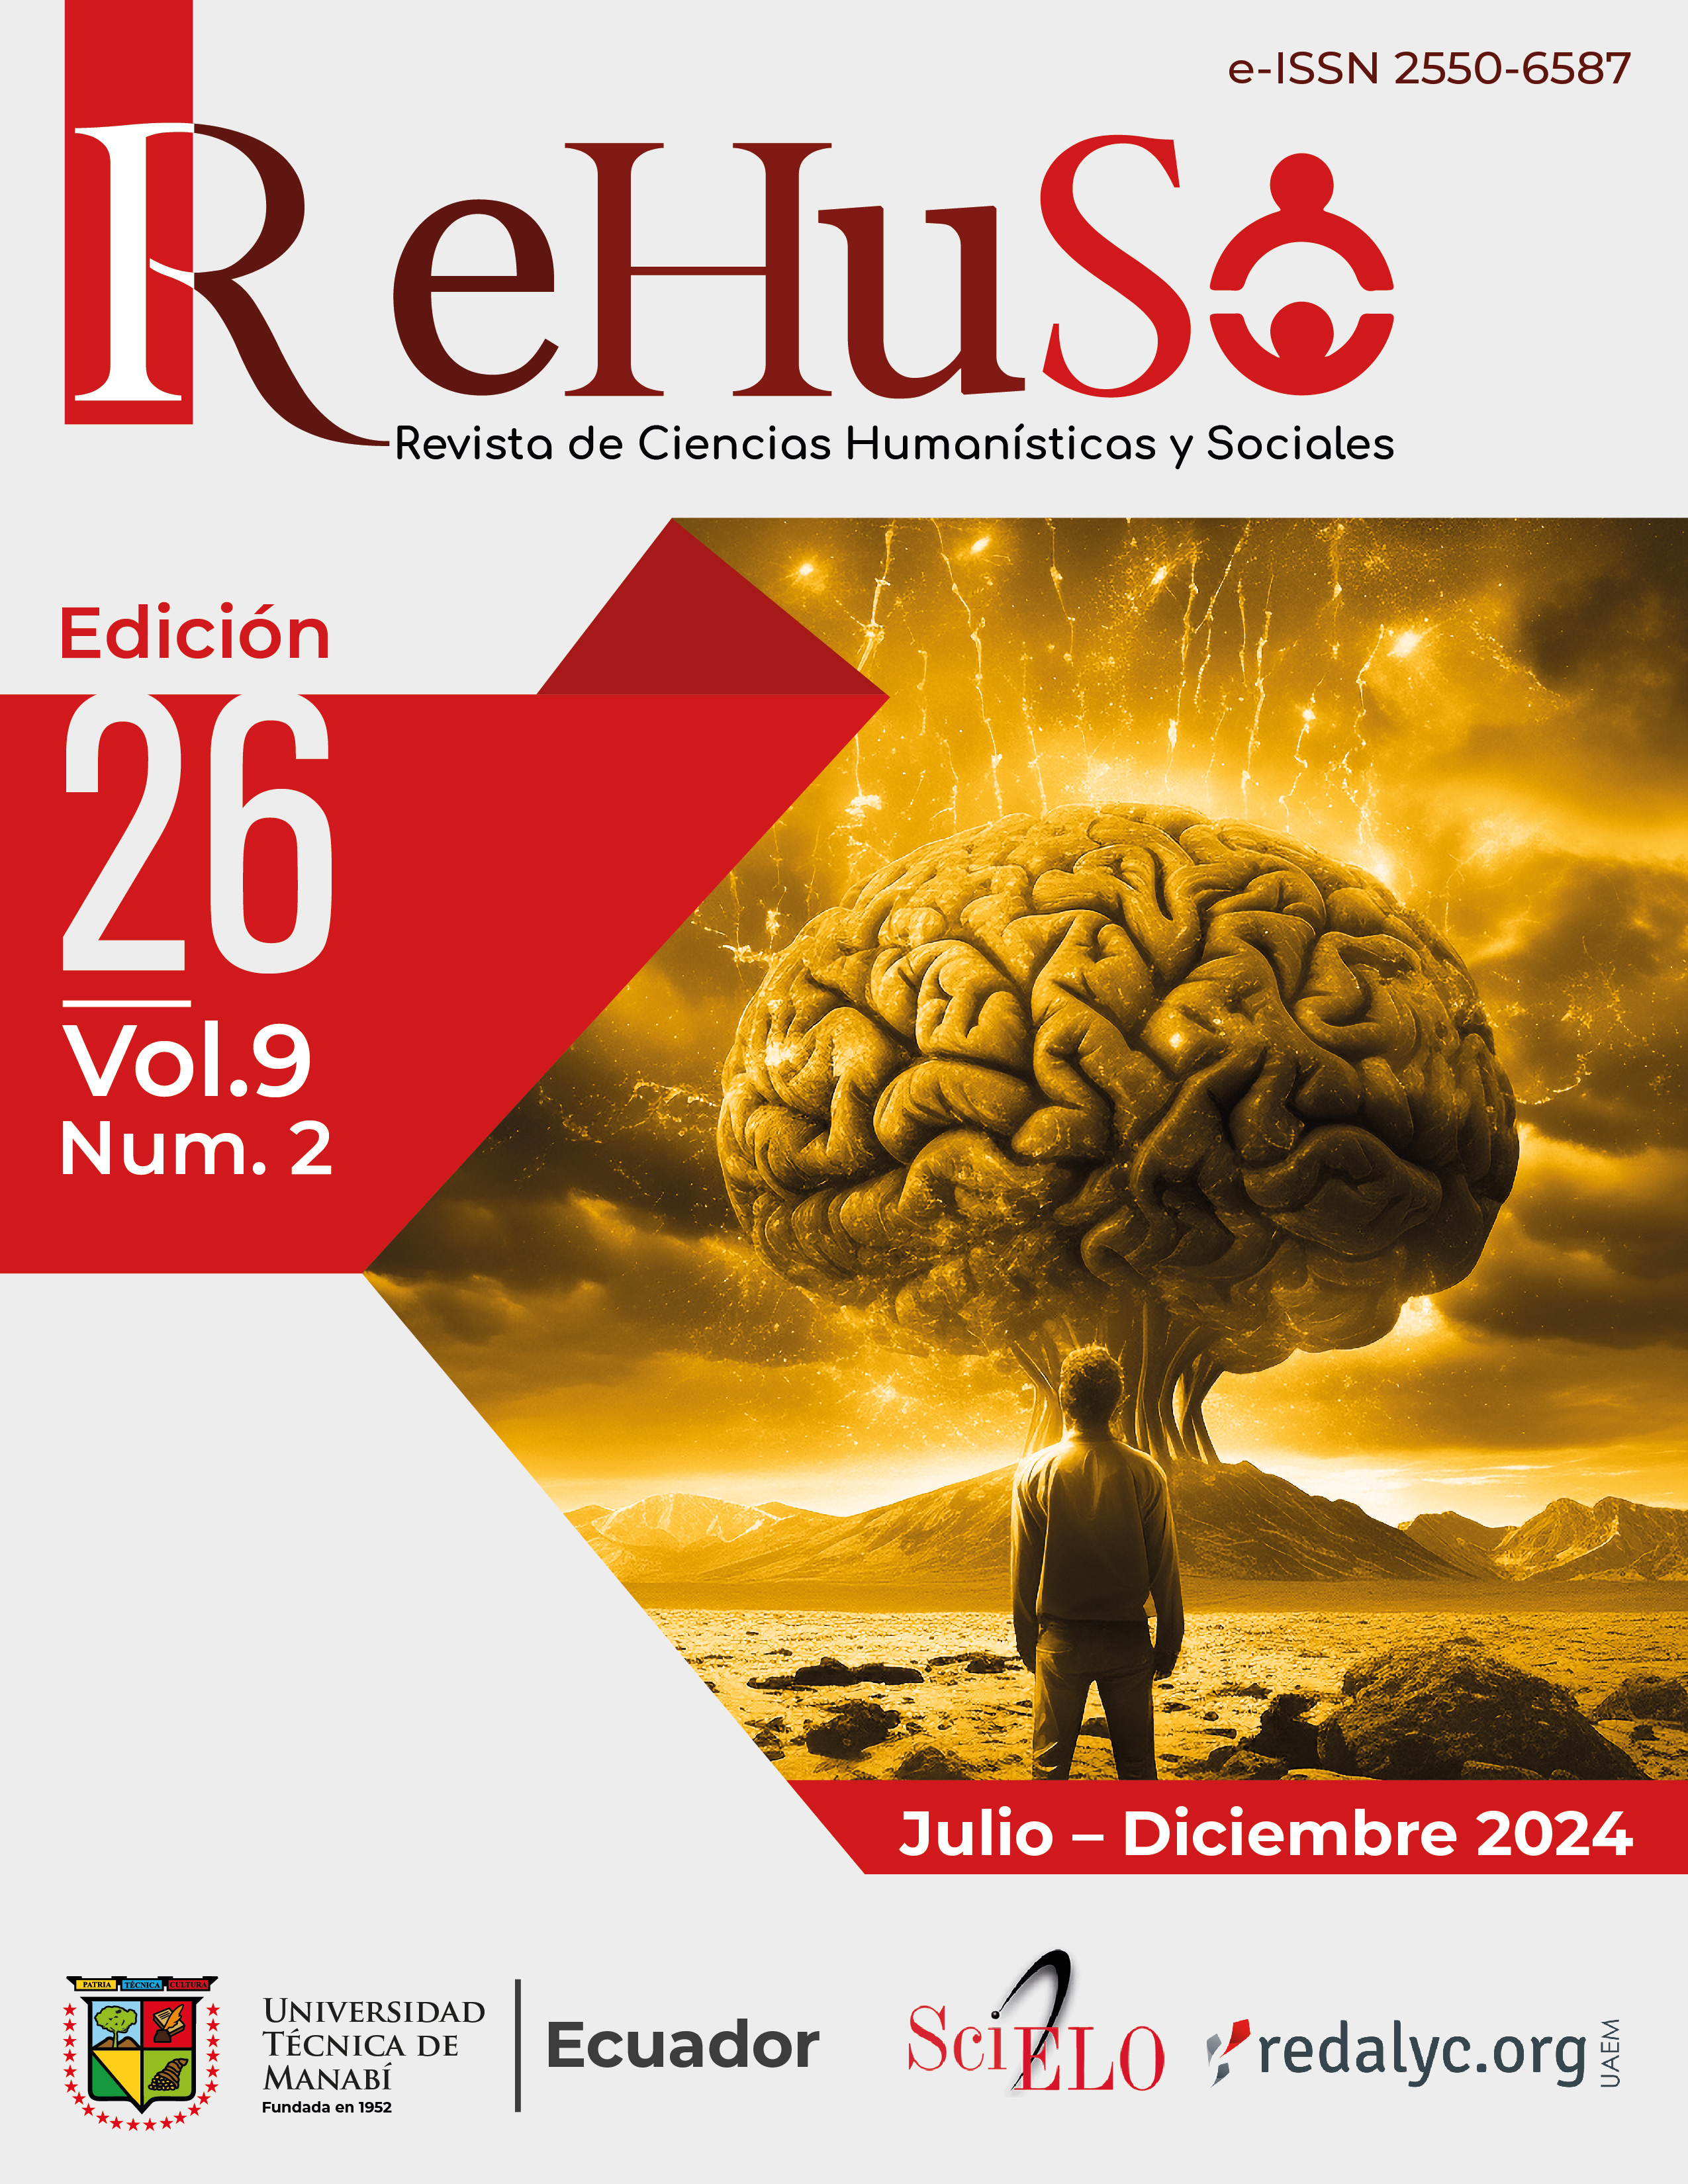 e-ISSN 2550-6587
ReHuSo
Revista de Ciencias Humanísticas y Sociales
Edición
26
Vol.9
Num. 2
Julio – Diciembre 2024
PATRIA TÉCNICA CULTURA
UNIVERSIDAD
TÉCNICA DE
MANABÍ
Fundada en 1952
Ecuador
SciELO
redalyc.org
UAEM